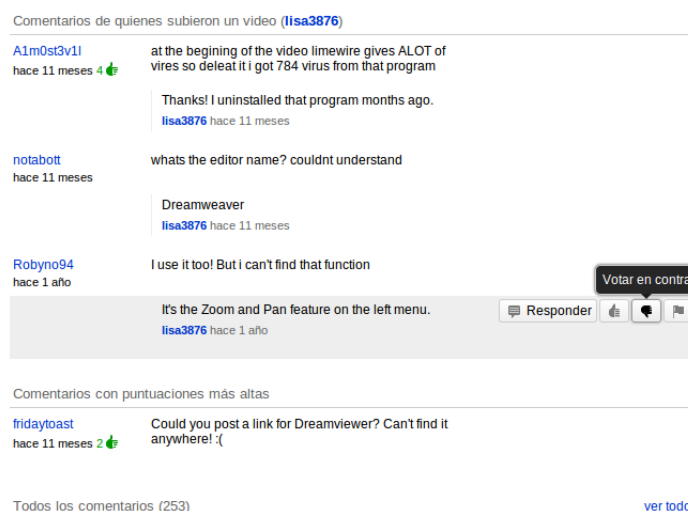 Comentarios de quienes subieron un video (lisa3876)
A1m0st3v1l
at the begining of the video limewire gives ALOT of
hace 11 meses 4
vires so deleat it i got 784 virus from that program
Thanks! I uninstalled that program months ago.
lisa3876 hace 11 meses
notabott
whats the editor name? couldnt understand
hace 11 meses
Dreamweaver
lisa3876 hace 11 meses
Robyno94
I use it too! But i can't find that function
hace 1 año
Votar en contra
It's the Zoom and Pan feature on the left menu.
Responder
lisa3876 hace 1 año
Comentarios con puntuaciones más altas
fridaytoast
Could you post a link for Dreamviewer? Can't find it
hace 11 meses 2
anywhere! :(
Todos los comentarios (253)
ver todo